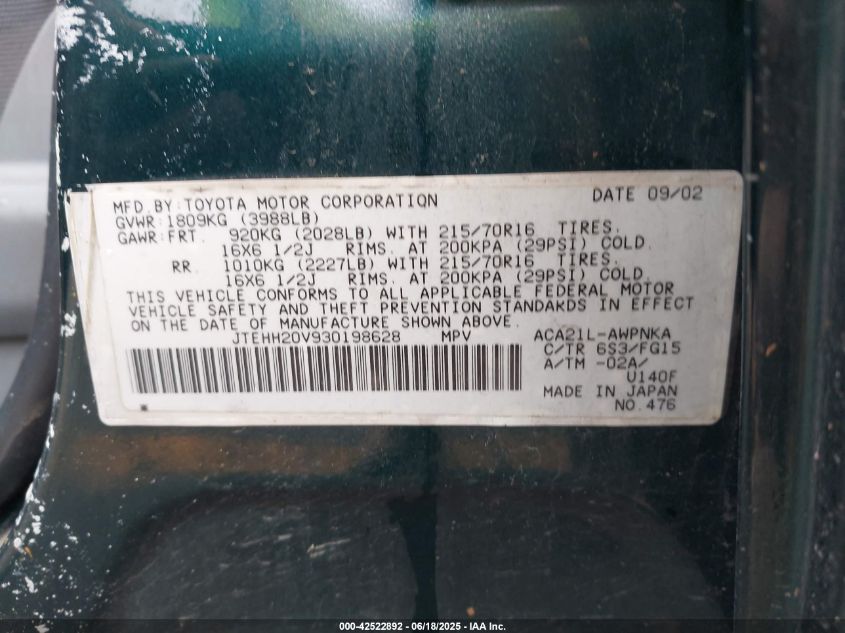 MFD. BY: TOYOTA MOTOR CORPORATION DATE 09/02
GVWR: 1809KG (3988LB)
GAWR: FRT. 920KG (2028LB) WITH 215/70R16 TIRES.
16X6 1/2J RIMS. AT 200KPA (29PSI) COLD.
RR. 1010KG (2227LB) WITH 215/70R16 TIRES.
16X6 1/2J RIMS. AT 200KPA (29PSI) COLD.
THIS VEHICLE CONFORMS TO ALL APPLICABLE FEDERAL MOTOR
VEHICLE SAFETY AND THEFT PREVENTION STANDARDS IN EFFECT
ON THE DATE OF MANUFACTURE SHOWN ABOVE.
JTEHH20V930198628 MPV ACA21L-AWPNKA
C/TR 6S3/FG15
A/TM -02A/
U140F
MADE IN JAPAN
NO. 476
000-42522892 - 06/18/2025 - IAA Inc.